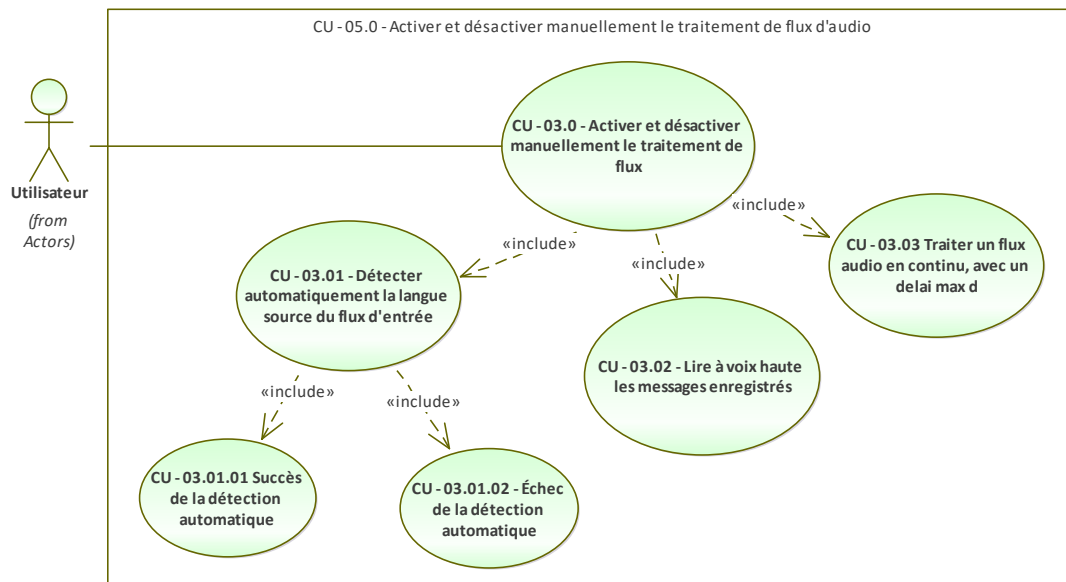 CU - 05.0 - Activer et désactiver manuellement le traitement de flux d'audio
CU - 03.0 - Activer et désactiver
manuellement le traitement de
flux
Utilisateur
(from
Actors)
«include»
«include»
«include»
CU - 03.03 Traiter un flux
audio en continu, avec un
delai max d
CU - 03.01 - Détecter
automatiquement la langue
source du flux d'entrée
CU - 03.02 - Lire à voix haute
les messages enregistrés
«include»
«include»
CU - 03.01.01 Succès
de la détection
automatique
CU - 03.01.02 - Échec
de la détection
automatique